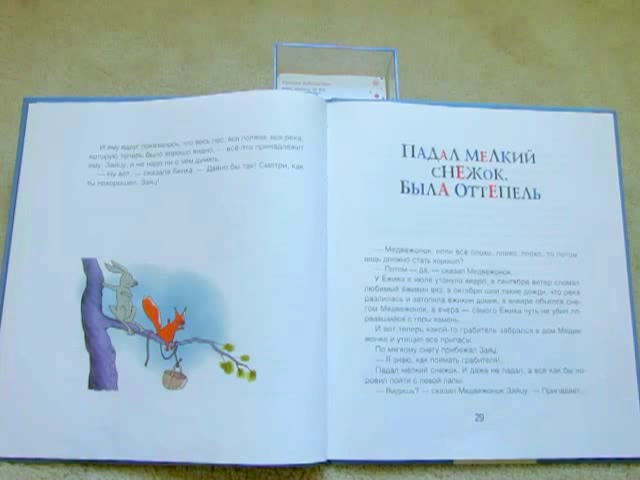 И ему вдруг показалось, что весь лес, вся поляна, вся река,
которую теперь было хорошо видно, — всё это принадлежит
ему, Зайцу, и не надо ни о чём думать.
— Ну вот, — сказала Белка. — Давно бы так! Смотри, как
ты похорошел, Заяц!
ПАДАЛ МЕЛКИЙ
СНЕЖОК.
БЫЛА ОТТЕПЕЛЬ
— Медвежонок, если всё плохо, плохо, плохо, то потом
ведь должно стать хорошо?
— Потом — да, — сказал Медвежонок.
У Ёжика в июле утонуло ведро, в сентябре ветер сломал
любимый ёжикин вяз, в октябре шли такие дожди, что река
разлилась и затопила ёжикин домик, в январе объелся сне-
гом Медвежонок, а вчера — самого Ёжика чуть не убил со-
рвавшийся с горы камень.
И вот теперь какой-то грабитель забрался в дом Медве-
жонка и утащил все припасы.
По мягкому снегу прибежал Заяц.
— Я знаю, как поймать грабителя!..
Падал мелкий снежок. И даже не падал, а всё как бы но-
ровил пойти с левой лапы.
— Видишь? — сказал Медвежонок Зайцу. — Припадает...
29